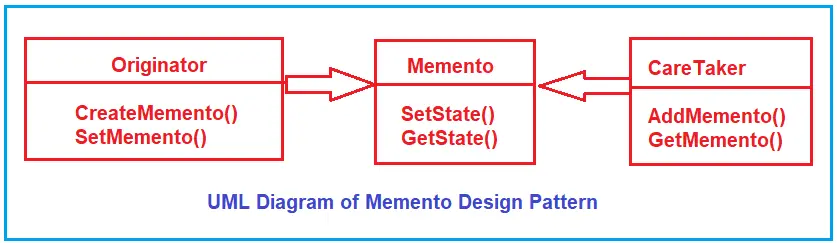 Originator
CreateMemento()
SetMemento()
Memento
SetState()
GetState()
CareTaker
AddMemento()
GetMemento()
UML Diagram of Memento Design Pattern